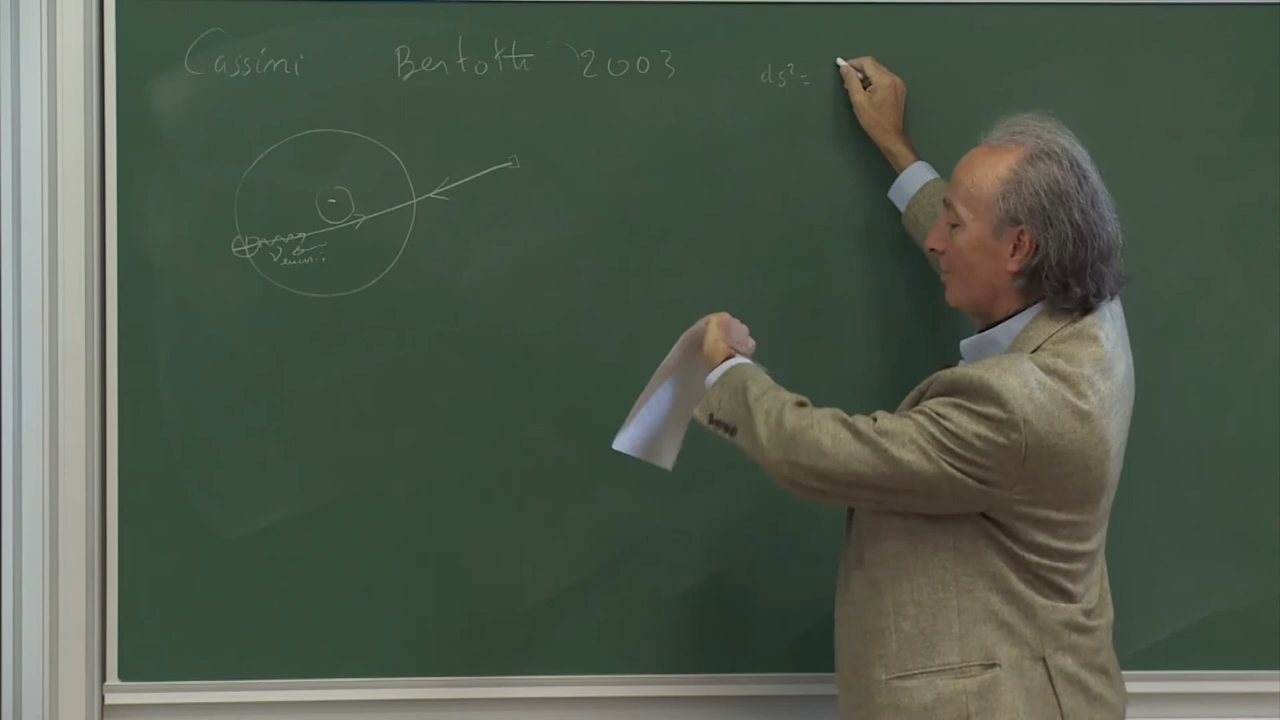 Cassini Bertotti 2003
ds² =